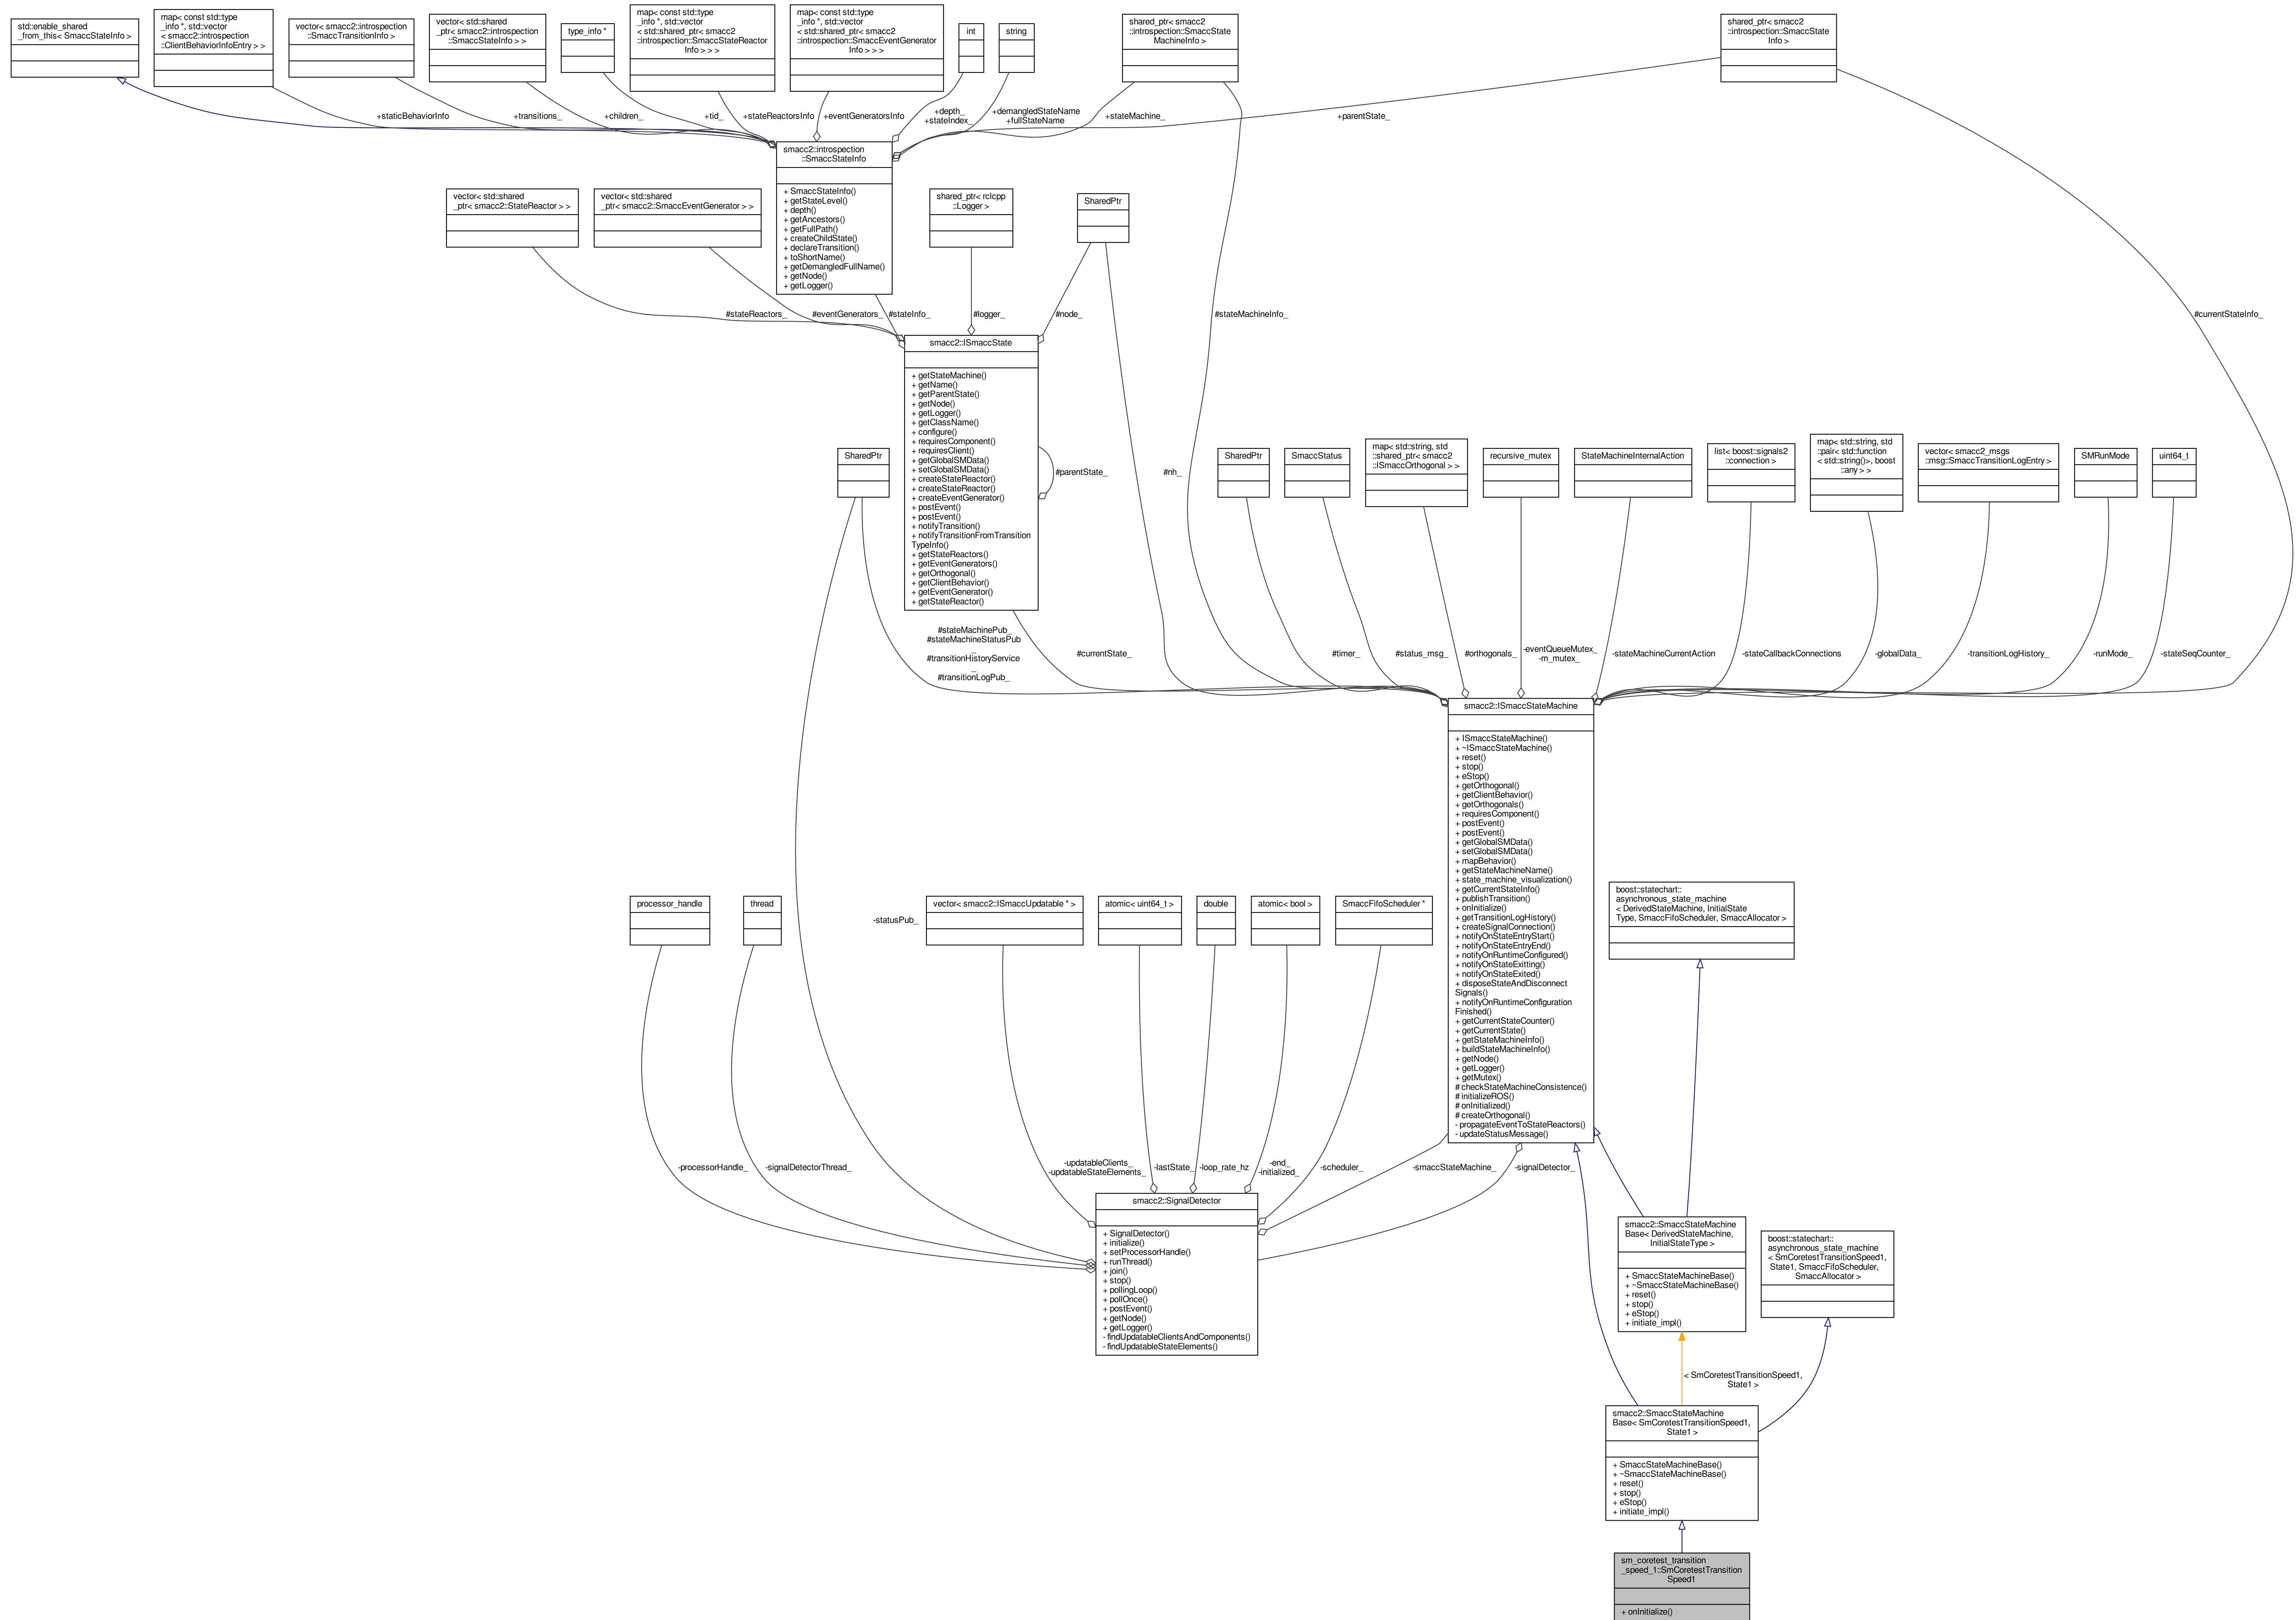 std::enable_shared
_from_this< SmaccStateInfo >
map< const std::type
_info *, std::vector
< smacc2::introspection
::ClientBehaviorInfoEntry > >
vector< smacc2::introspection
::SmaccTransitionInfo >
vector< std::shared
_ptr< smacc2::introspection
::SmaccStateInfo > >
type_info *
map< const std::type
_info *, std::vector
< std::shared_ptr< smacc2
::introspection::SmaccStateReactor
Info > > >
map< const std::type
_info *, std::vector
< std::shared_ptr< smacc2
::introspection::SmaccEventGenerator
Info > > >
int
string
shared_ptr< smacc2
::introspection::SmaccState
MachineInfo >
shared_ptr< smacc2
::introspection::SmaccState
Info >
+staticBehaviorInfo
+transitions_
+children_
+tid_
+stateReactorsInfo
+eventGeneratorsInfo
+depth_
+stateIndex_
+demangledStateName
+fullStateName
+stateMachine_
+parentState_
smacc2::introspection
::SmaccStateInfo
+ SmaccStateInfo()
+ getStateLevel()
+ depth()
+ getAncestors()
+ getFullPath()
+ createChildState()
+ declareTransition()
+ toShortName()
+ getDemangledFullName()
+ getNode()
+ getLogger()
vector< std::shared
_ptr< smacc2::StateReactor > >
vector< std::shared
_ptr< smacc2::SmaccEventGenerator > >
shared_ptr< rclcpp
::Logger >
SharedPtr
#stateReactors_
#eventGenerators_
#stateInfo_
#logger_
#node_
#stateMachineInfo_
#currentStateInfo_
smacc2::ISmaccState
+ getStateMachine()
+ getName()
+ getParentState()
+ getNode()
+ getLogger()
+ getClassName()
+ configure()
+ requiresComponent()
+ requiresClient()
+ getGlobalSMData()
+ setGlobalSMData()
+ createStateReactor()
+ createStateReactor()
+ createEventGenerator()
+ postEvent()
+ postEvent()
+ notifyTransition()
+ notifyTransitionFromTransition
TypeInfo()
+ getStateReactors()
+ getEventGenerators()
+ getOrthogonal()
+ getClientBehavior()
+ getEventGenerator()
+ getStateReactor()
#parentState_
#nh_
SharedPtr
SharedPtr
SmaccStatus
map< std::string, std
::shared_ptr< smacc2
::ISmaccOrthogonal > >
recursive_mutex
StateMachineInternalAction
list< boost::signals2
::connection >
map< std::string, std
::pair< std::function
< std::string()>, boost
::any > >
vector< smacc2_msgs
::msg::SmaccTransitionLogEntry >
SMRunMode
uint64_t
#stateMachinePub_
#stateMachineStatusPub
_
#transitionHistoryService
_
#transitionLogPub_
#currentState_
#timer_
#status_msg_
#orthogonals_
-eventQueueMutex_
-m_mutex_
-stateMachineCurrentAction
-stateCallbackConnections
-globalData_
-transitionLogHistory_
-runMode_
-stateSeqCounter_
smacc2::ISmaccStateMachine
+ ISmaccStateMachine()
+ ~ISmaccStateMachine()
+ reset()
+ stop()
+ eStop()
+ getOrthogonal()
+ getClientBehavior()
+ getOrthogonals()
+ requiresComponent()
+ postEvent()
+ postEvent()
+ getGlobalSMData()
+ setGlobalSMData()
+ mapBehavior()
+ getStateMachineName()
+ state_machine_visualization()
+ getCurrentStateInfo()
+ publishTransition()
+ onInitialize()
+ getTransitionLogHistory()
+ createSignalConnection()
+ notifyOnStateEntryStart()
+ notifyOnStateEntryEnd()
+ notifyOnRuntimeConfigured()
+ notifyOnStateExitting()
+ notifyOnStateExited()
+ disposeStateAndDisconnect
Signals()
+ notifyOnRuntimeConfiguration
Finished()
+ getCurrentStateCounter()
+ getCurrentState()
+ getStateMachineInfo()
+ buildStateMachineInfo()
+ getNode()
+ getLogger()
+ getMutex()
# checkStateMachineConsistence()
# initializeROS()
# onInitialized()
# createOrthogonal()
- propagateEventToStateReactors()
- updateStatusMessage()
processor_handle
thread
-statusPub_
vector< smacc2::ISmaccUpdatable * >
atomic< uint64_t >
double
atomic< bool >
SmaccFifoScheduler *
boost::statechart::
asynchronous_state_machine
< DerivedStateMachine, InitialState
Type, SmaccFifoScheduler, SmaccAllocator >
-processorHandle_
-signalDetectorThread_
-updatableClients_
-updatableStateElements_
-lastState_
-loop_rate_hz
-end_
-initialized_
-scheduler_
-smaccStateMachine_
-signalDetector_
smacc2::SignalDetector
+ SignalDetector()
+ initialize()
+ setProcessorHandle()
+ runThread()
+ join()
+ stop()
+ pollingLoop()
+ pollOnce()
+ postEvent()
+ getNode()
+ getLogger()
- findUpdatableClientsAndComponents()
- findUpdatableStateElements()
smacc2::SmaccStateMachine
Base< DerivedStateMachine,
InitialStateType >
+ SmaccStateMachineBase()
+ ~SmaccStateMachineBase()
+ reset()
+ stop()
+ eStop()
+ initiate_impl()
boost::statechart::
asynchronous_state_machine
< SmCoretestTransitionSpeed1,
State1, SmaccFifoScheduler,
SmaccAllocator >
< SmCoretestTransitionSpeed1,
State1 >
smacc2::SmaccStateMachine
Base< SmCoretestTransitionSpeed1,
State1 >
+ SmaccStateMachineBase()
+ ~SmaccStateMachineBase()
+ reset()
+ stop()
+ eStop()
+ initiate_impl()
sm_coretest_transition
_speed_1::SmCoretestTransition
Speed1
+ onInitialize()